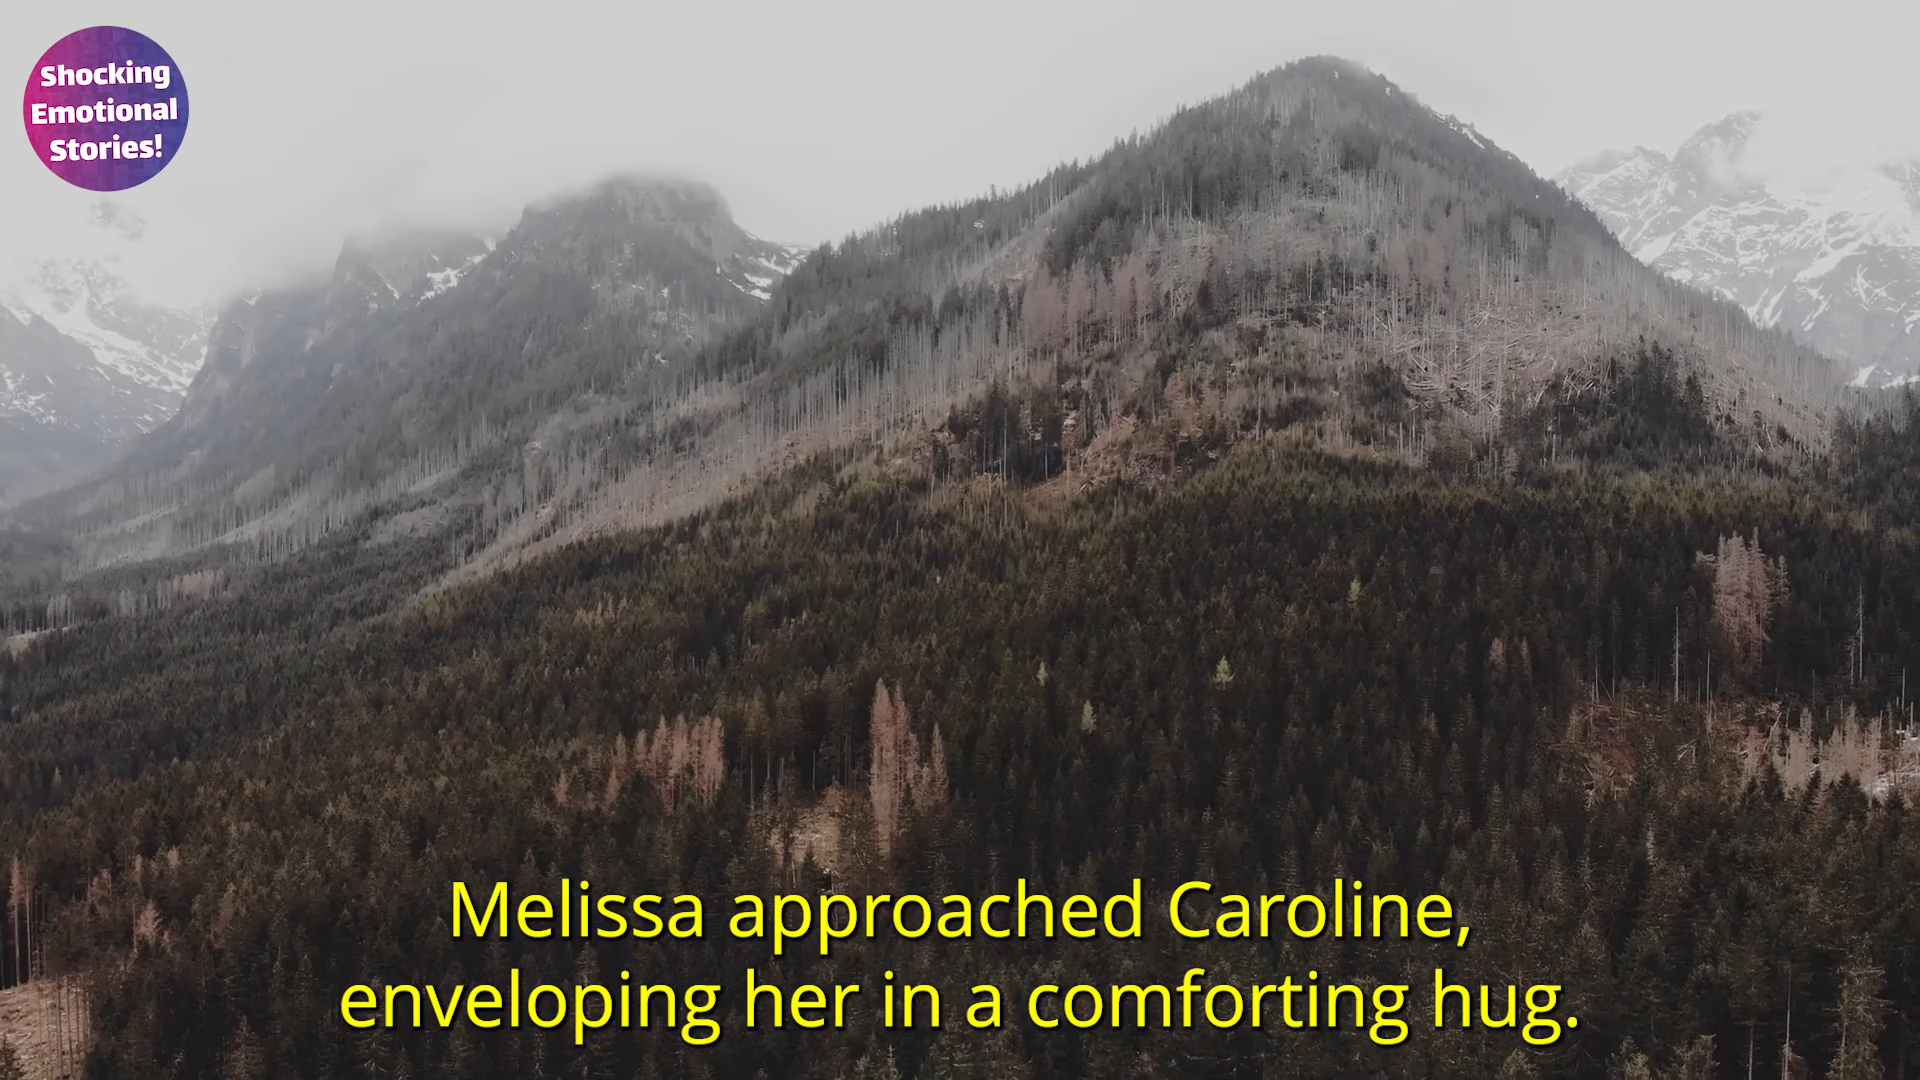 Shocking
Emotional
Stories!
Melissa approached Caroline,
enveloping her in a comforting hug.